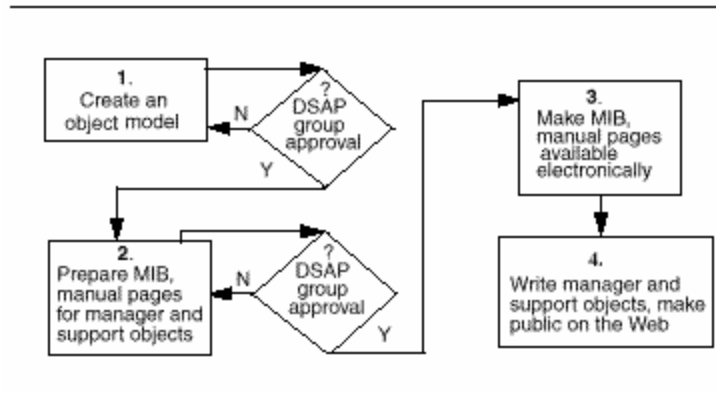 1.
Create an
object model
?
DSAP
group
approval
N
Y
2.
Prepare MIB,
manual pages
for manager and
support objects
?
DSAP
group
approval
N
Y
3.
Make MIB,
manual pages
available
electronically
4.
Write manager and
support objects, make
public on the Web